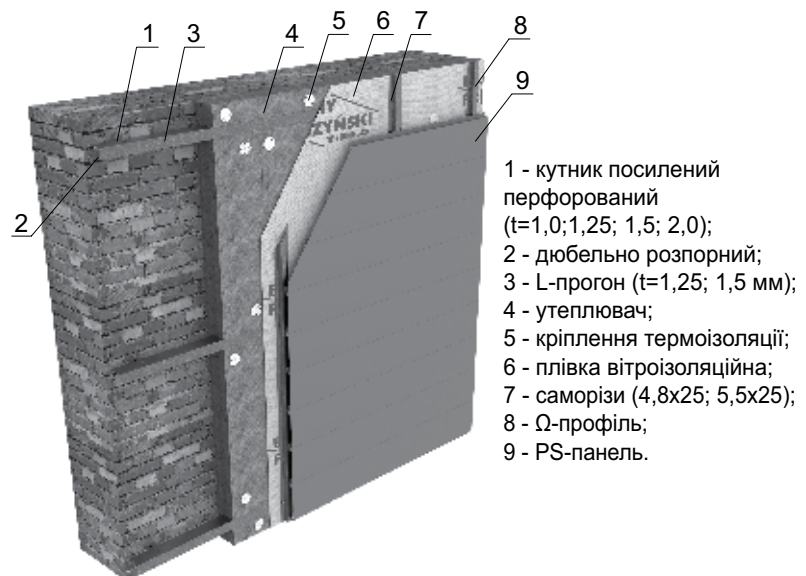 1 3 4 5 6 7 8
9
2
1 - кутник посилений
перфорований
(t=1,0;1,25; 1,5; 2,0);
2 - дюбельно розпорний;
3 - L-прогон (t=1,25; 1,5 мм);
4 - утеплювач;
5 - кріплення термоізоляції;
6 - плівка вітроізоляційна;
7 - саморізи (4,8х25; 5,5х25);
8 - Ω-профіль;
9 - PS-панель.